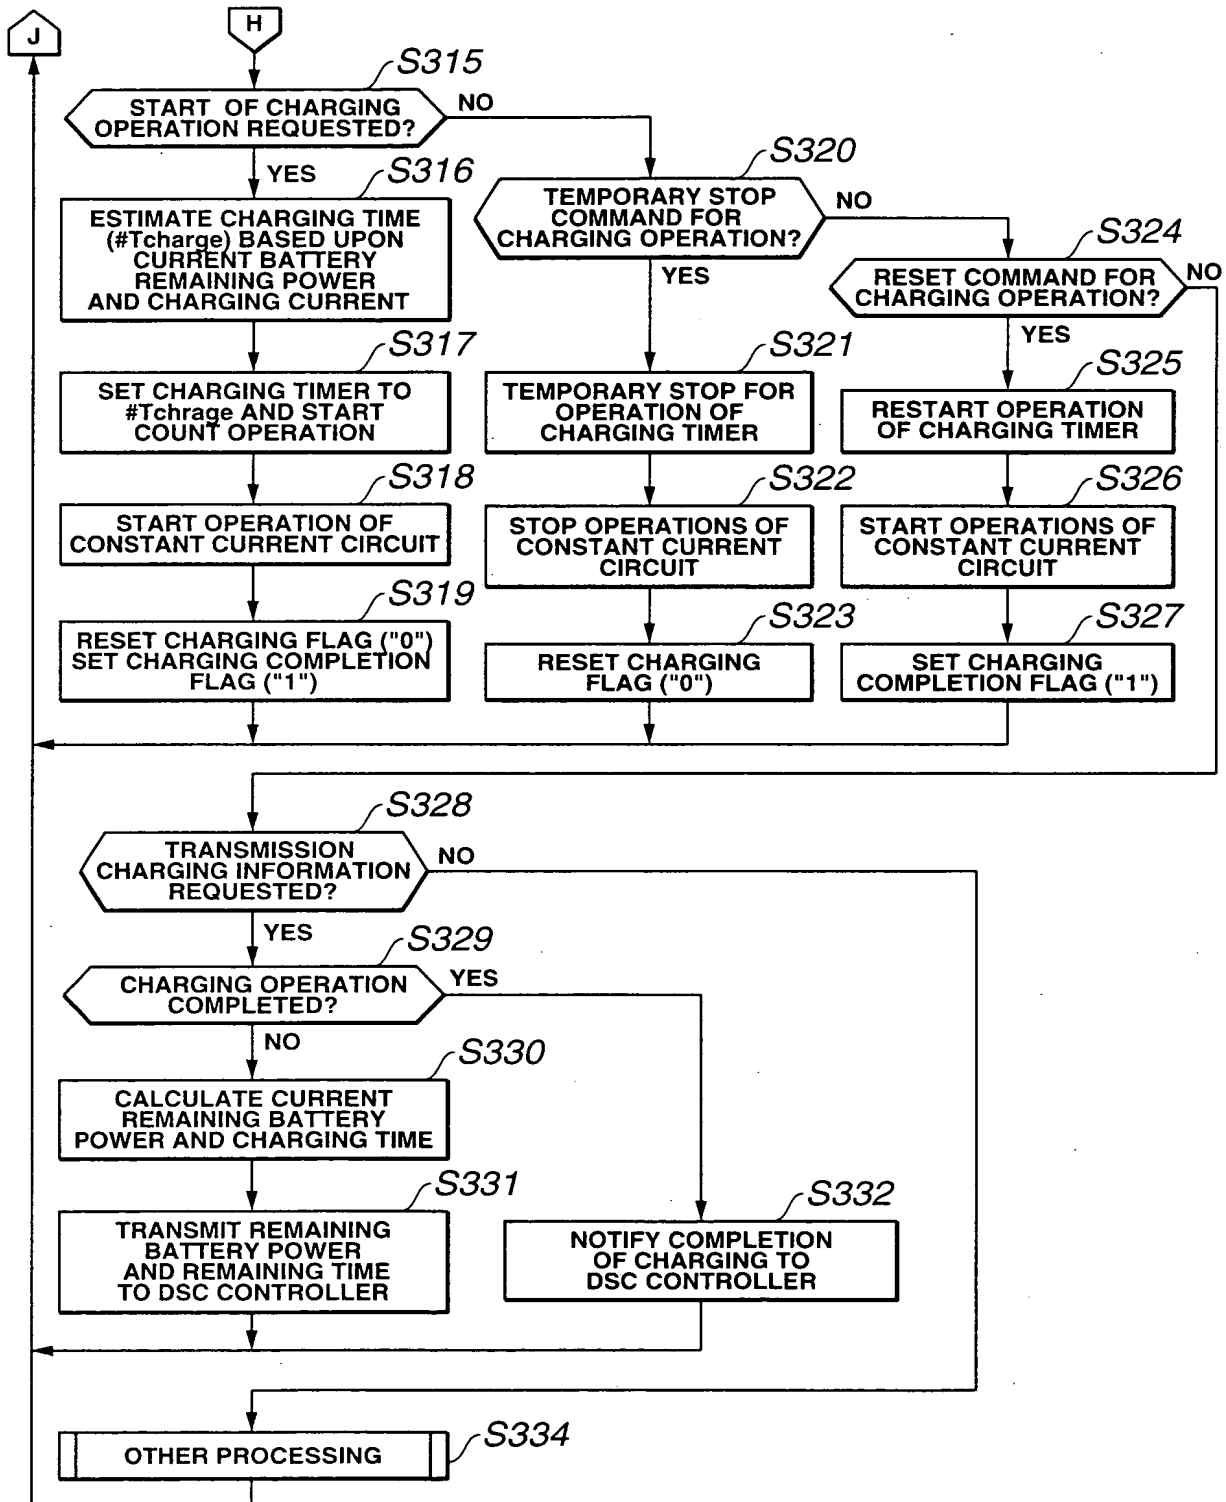 J
H
S315
START OF CHARGING
OPERATION REQUESTED?
NO
YES
S316
ESTIMATE CHARGING TIME
(#Tcharge) BASED UPON
CURRENT BATTERY
REMAINING POWER
AND CHARGING CURRENT
S317
SET CHARGING TIMER TO
#Tchrage AND START
COUNT OPERATION
S318
START OPERATION OF
CONSTANT CURRENT CIRCUIT
S319
RESET CHARGING FLAG ("0")
SET CHARGING COMPLETION
FLAG ("1")
S320
TEMPORARY STOP
COMMAND FOR
CHARGING OPERATION?
NO
YES
S321
TEMPORARY STOP FOR
OPERATION OF
CHARGING TIMER
S322
STOP OPERATIONS OF
CONSTANT CURRENT
CIRCUIT
S323
RESET CHARGING
FLAG ("0")
S324
RESET COMMAND FOR
CHARGING OPERATION?
NO
YES
S325
RESTART OPERATION
OF CHARGING TIMER
S326
START OPERATIONS OF
CONSTANT CURRENT
CIRCUIT
S327
SET CHARGING
COMPLETION FLAG ("1")
S328
TRANSMISSION
CHARGING INFORMATION
REQUESTED?
NO
YES
S329
CHARGING OPERATION
COMPLETED?
YES
NO
S330
CALCULATE CURRENT
REMAINING BATTERY
POWER AND CHARGING TIME
S331
TRANSMIT REMAINING
BATTERY POWER
AND REMAINING TIME
TO DSC CONTROLLER
S332
NOTIFY COMPLETION
OF CHARGING TO
DSC CONTROLLER
OTHER PROCESSING
S334